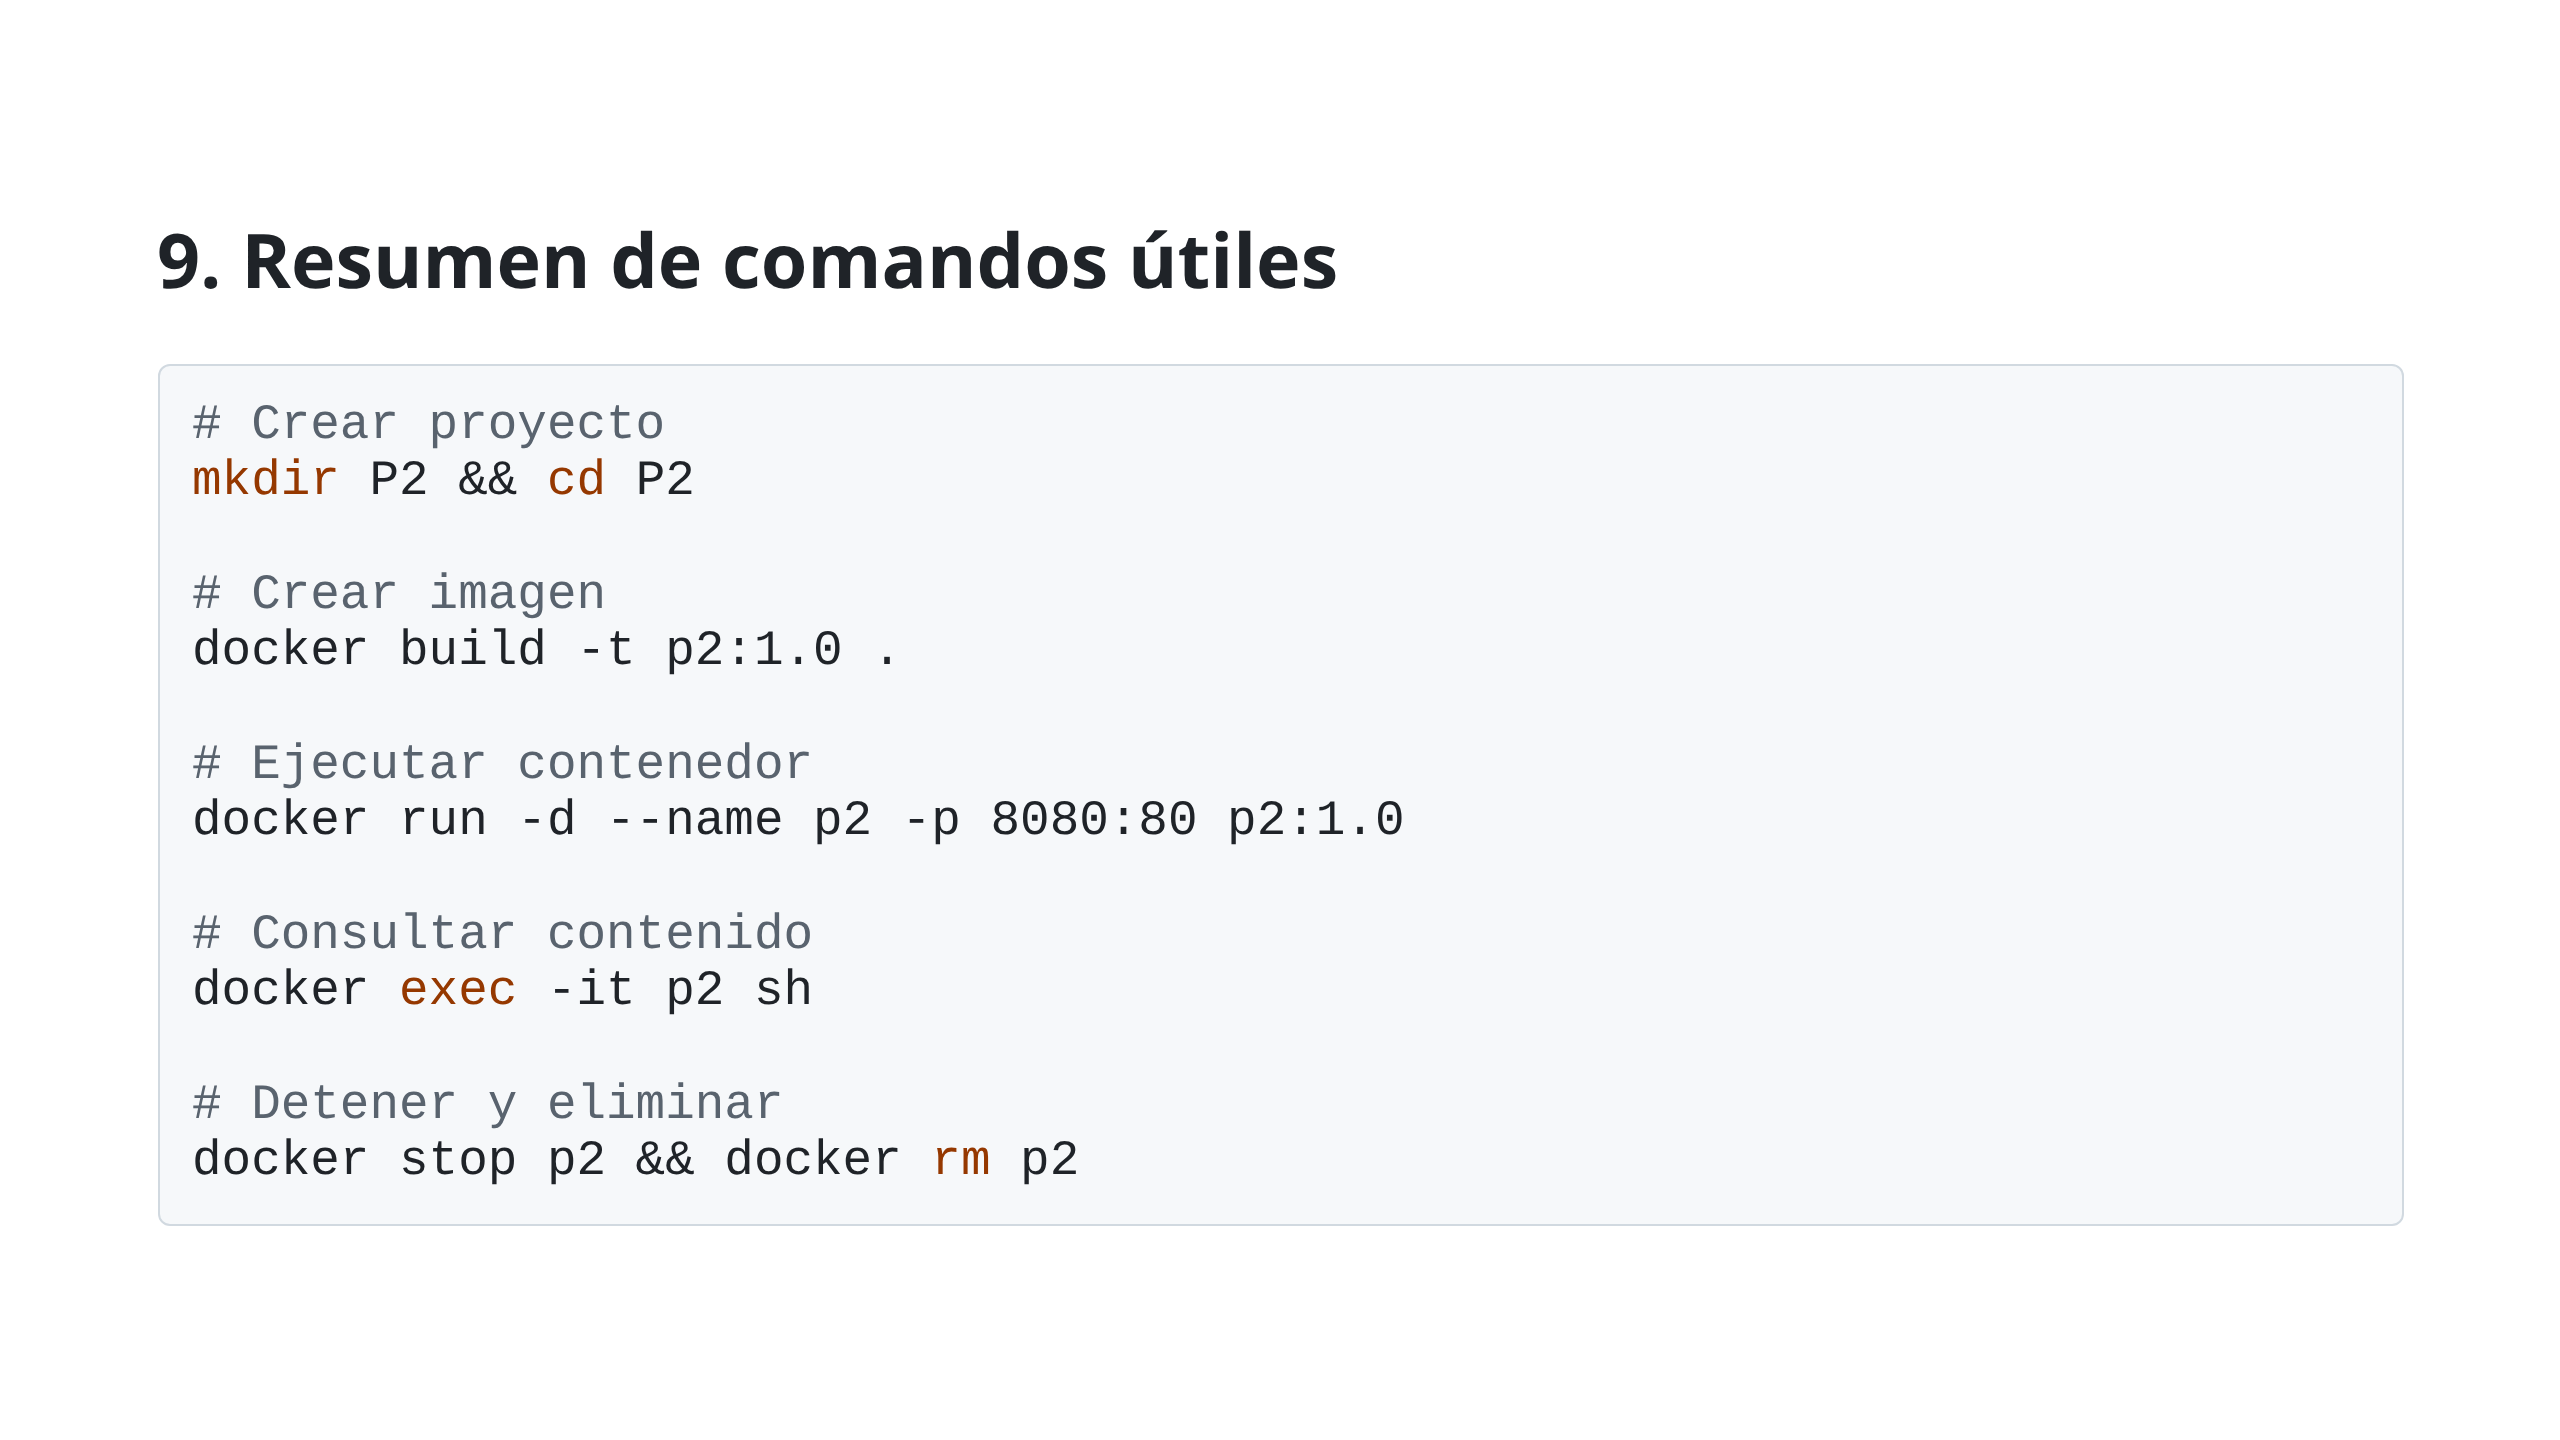 9. Resumen de comandos útiles
# Crear proyecto
mkdir P2 && cd P2
# Crear imagen
docker build -t p2:1.0 .
# Ejecutar contenedor
docker run -d --name p2 -p 8080:80 p2:1.0
# Consultar contenido
docker exec -it p2 sh
# Detener y eliminar
docker stop p2 && docker rm p2